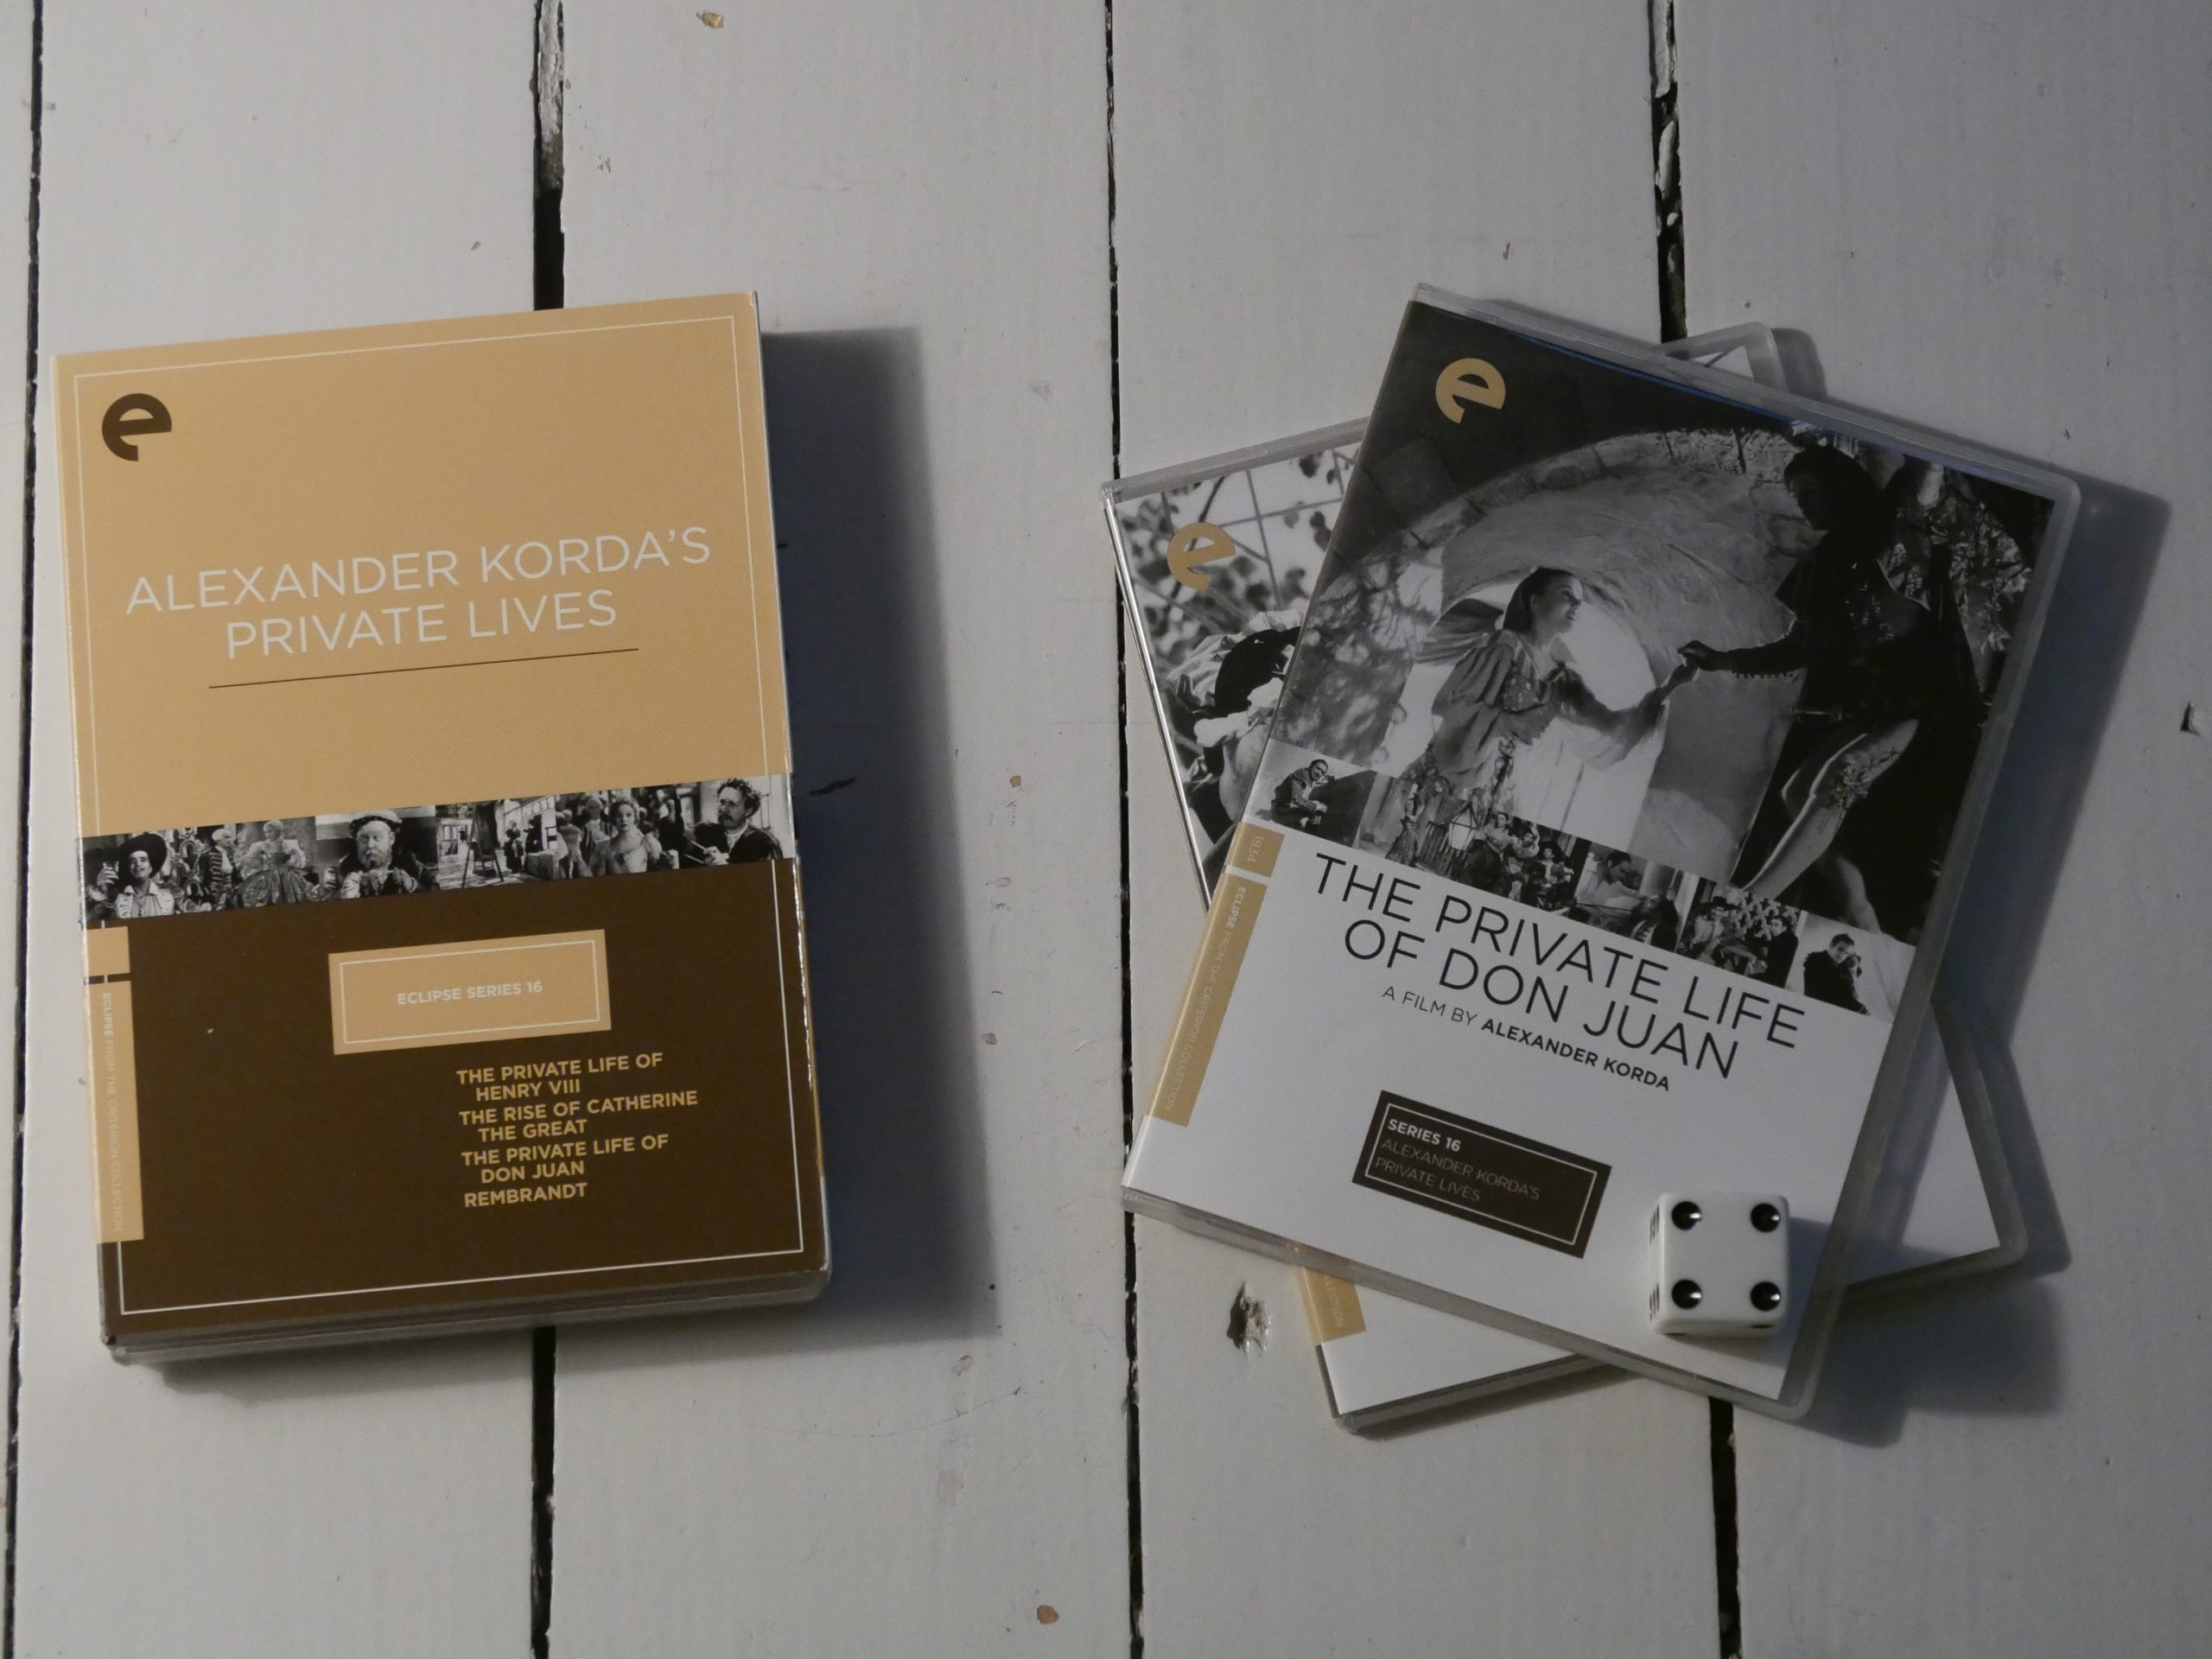 e
ALEXANDER KORDA'S
PRIVATE LIVES
ECLIPSE SERIES 16
THE PRIVATE LIFE OF
HENRY VIII
THE RISE OF CATHERINE
THE GREAT
THE PRIVATE LIFE OF
DON JUAN
REMBRANDT
ECLIPSE FROM THE CRITERION COLLECTION
e
e
1934
ECLIPSE FROM THE CRITERION COLLECTION
THE PRIVATE LIFE
OF DON JUAN
A FILM BY ALEXANDER KORDA
SERIES 16
ALEXANDER KORDA'S
PRIVATE LIVES